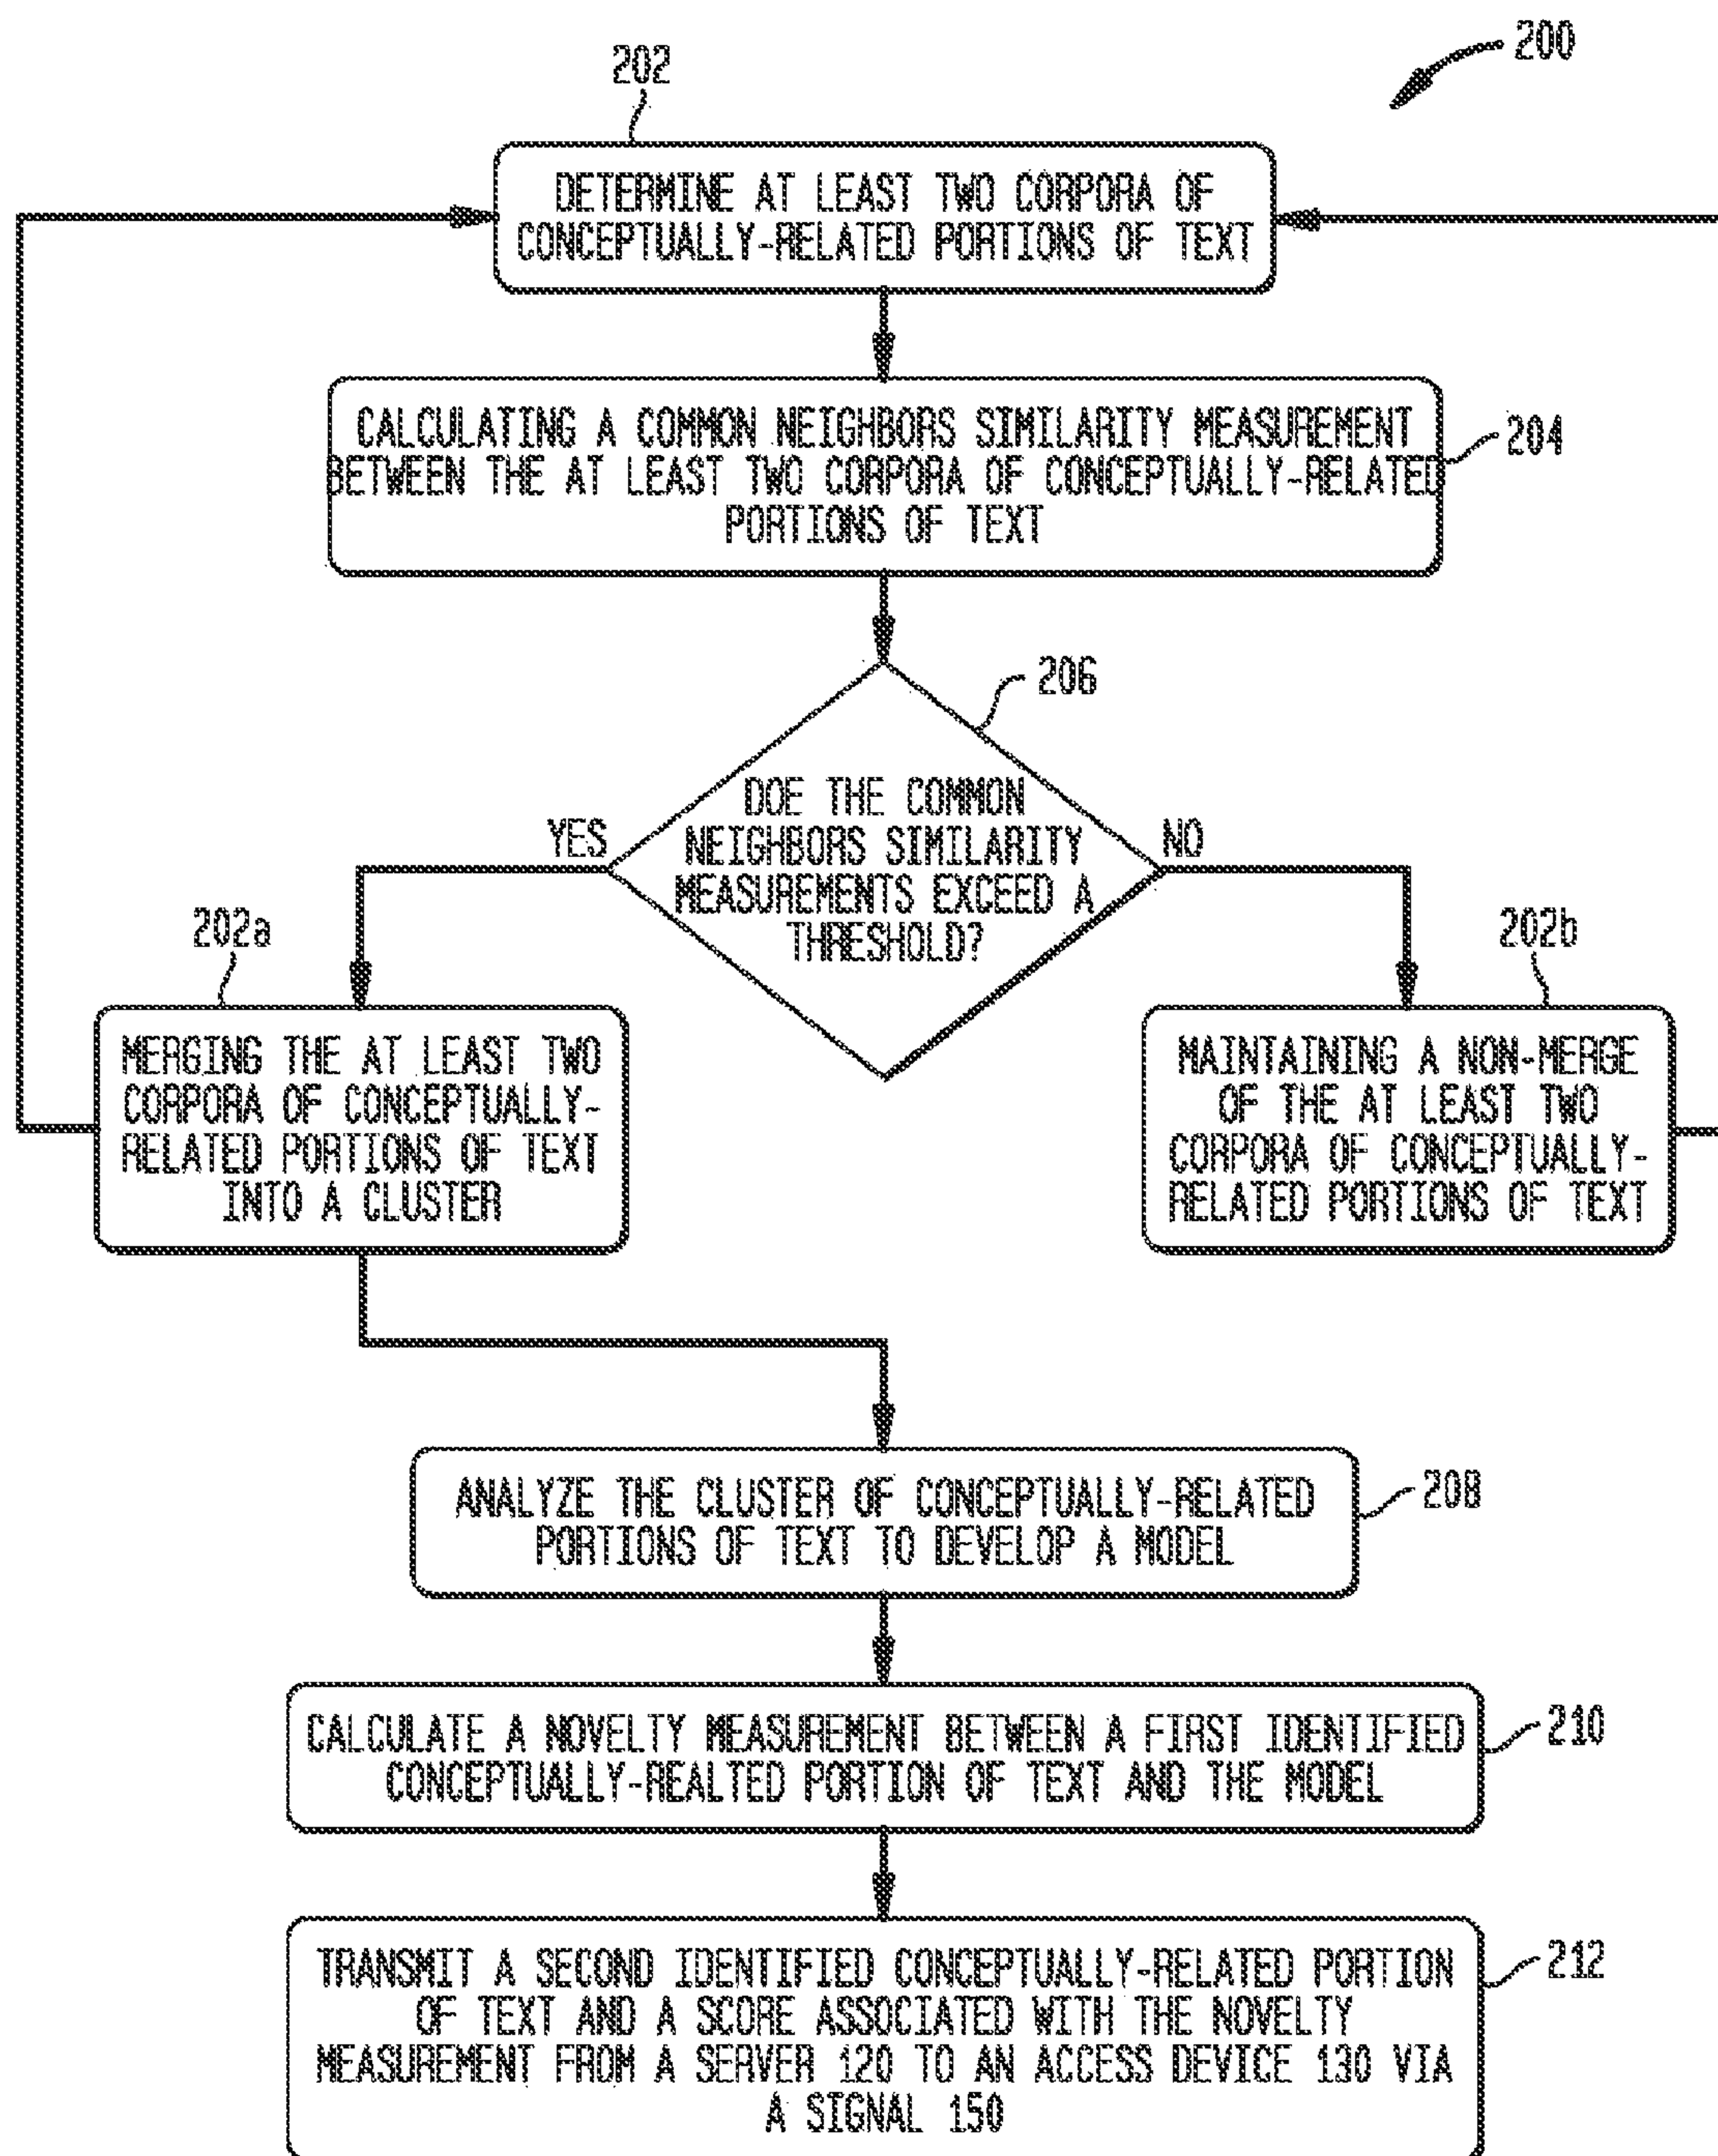 200
202
DETERMINE AT LEAST TWO CORPORA OF
CONCEPTUALLY-RELATED PORTIONS OF TEXT
CALCULATING A COMMON NEIGHBORS SIMILARITY MEASUREMENT
BETWEEN THE AT LEAST TWO CORPORA OF CONCEPTUALLY-RELATED
PORTIONS OF TEXT
204
206
DOE THE COMMON
NEIGHBORS SIMILARITY
MEASUREMENTS EXCEED A
THRESHOLD?
YES
NO
202a
MERGING THE AT LEAST TWO
CORPORA OF CONCEPTUALLY-
RELATED PORTIONS OF TEXT
INTO A CLUSTER
202b
MAINTAINING A NON-MERGE
OF THE AT LEAST TWO
CORPORA OF CONCEPTUALLY-
RELATED PORTIONS OF TEXT
ANALYZE THE CLUSTER OF CONCEPTUALLY-RELATED
PORTIONS OF TEXT TO DEVELOP A MODEL
208
CALCULATE A NOVELTY MEASUREMENT BETWEEN A FIRST IDENTIFIED
CONCEPTUALLY-REALTED PORTION OF TEXT AND THE MODEL
210
TRANSMIT A SECOND IDENTIFIED CONCEPTUALLY-RELATED PORTION
OF TEXT AND A SCORE ASSOCIATED WITH THE NOVELTY
MEASUREMENT FROM A SERVER 120 TO AN ACCESS DEVICE 130 VIA
A SIGNAL 150
212